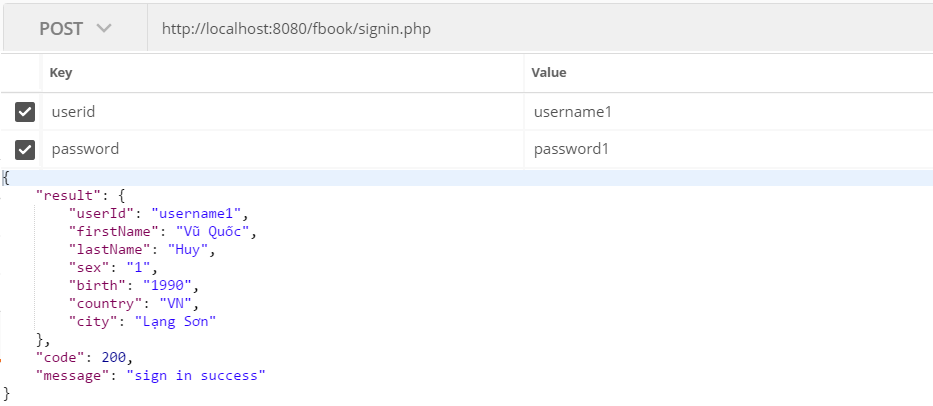 POST http://localhost:8080/fbook/signin.php
Key Value
userid username1
password password1
{
"result": {
"userId": "username1",
"firstName": "Vũ Quốc",
"lastName": "Huy",
"sex": "1",
"birth": "1990",
"country": "VN",
"city": "Lạng Sơn"
},
"code": 200,
"message": "sign in success"
}